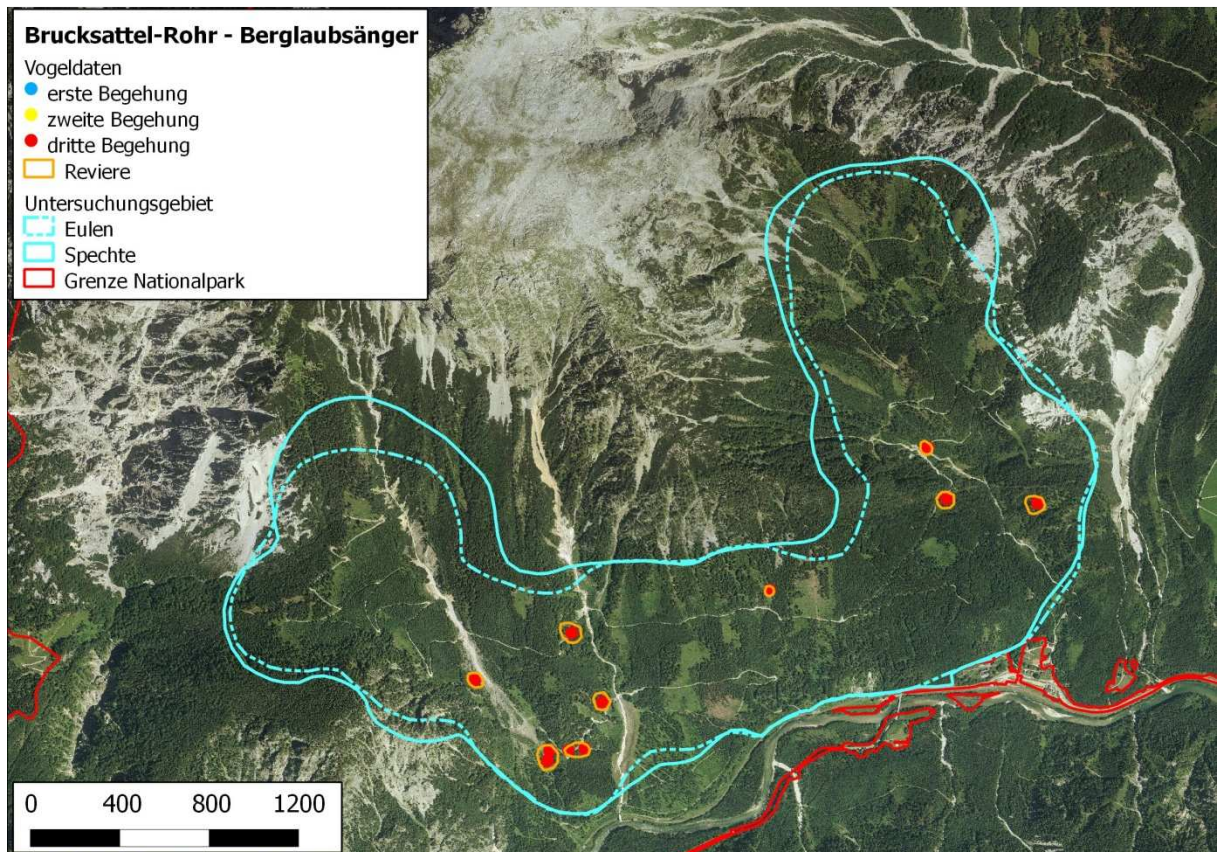 Brucksattel-Rohr - Berglaubsänger
Vogeldaten
erste Begehung
zweite Begehung
dritte Begehung
Reviere
Untersuchungsgebiet
Eulen
Spechte
Grenze Nationalpark
0 400 800 1200